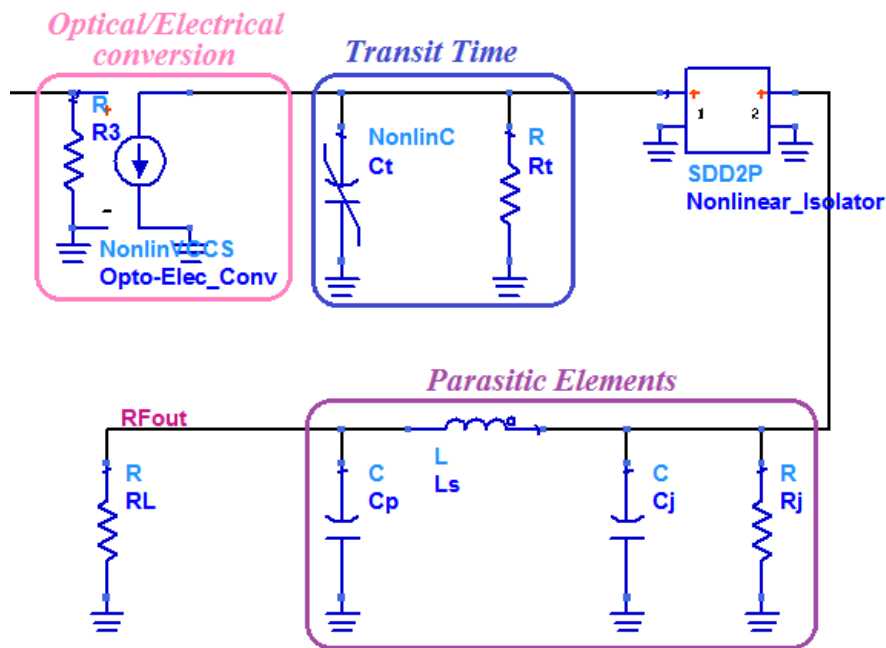 Optical/Electrical
conversion
Transit Time
R
R3
NonlinVCCS
Opto-Elec_Conv
NonlinC
Ct
R
Rt
1
2
SDD2P
Nonlinear_Isolator
Parasitic Elements
RFout
R
RL
C
Cp
L
Ls
C
Cj
R
Rj